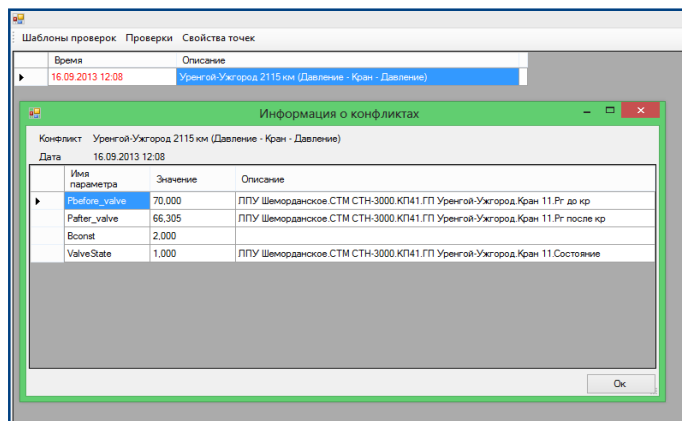 Шаблоны проверок Проверки Свойства точек
Время Описание
16.09.2013 12:08 Уренгой-Ужгород 2115 км (Давление - Кран - Давление)
Информация о конфликтах
Конфликт Уренгой-Ужгород 2115 км (Давление - Кран - Давление)
Дата 16.09.2013 12:08
Имя
параметра Значение Описание
Pbefore_valve 70,000 ЛПУ Шеморданское.СТМ СТН-3000.КП41.ГП Уренгой-Ужгород.Кран 11.Pг до кр
Pafter_valve 66,305 ЛПУ Шеморданское.СТМ СТН-3000.КП41.ГП Уренгой-Ужгород.Кран 11.Pг после кр
Bconst 2,000
ValveState 1,000 ЛПУ Шеморданское.СТМ СТН-3000.КП41.ГП Уренгой-Ужгород.Кран 11.Состояние
Ок